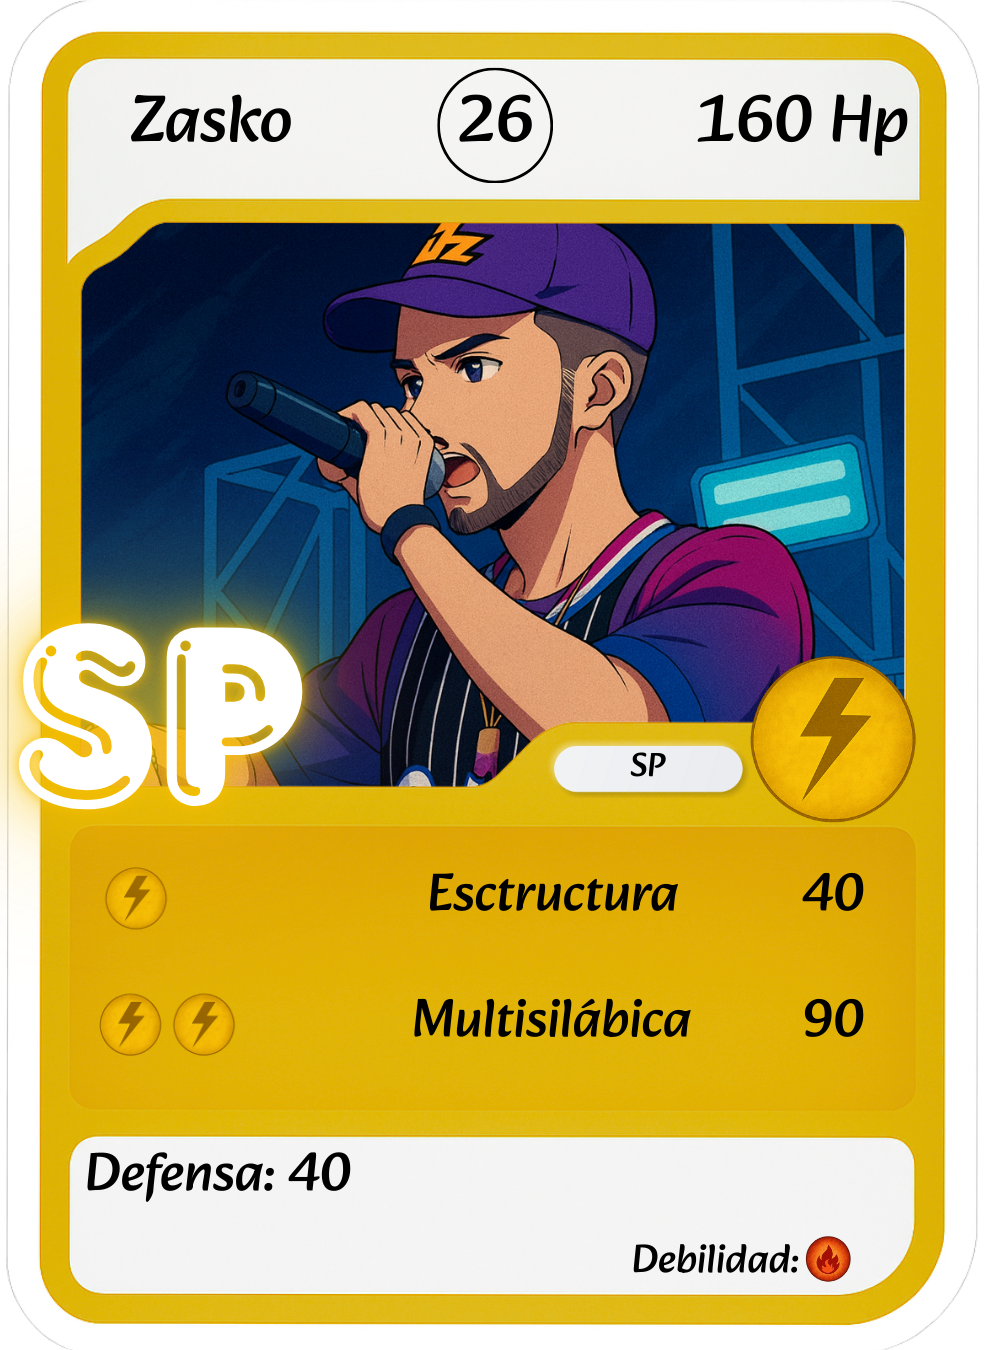 Zasko 26 160 Hp
SP
SP
Esctructura 40
Multisilábica 90
Defensa: 40
Debilidad: